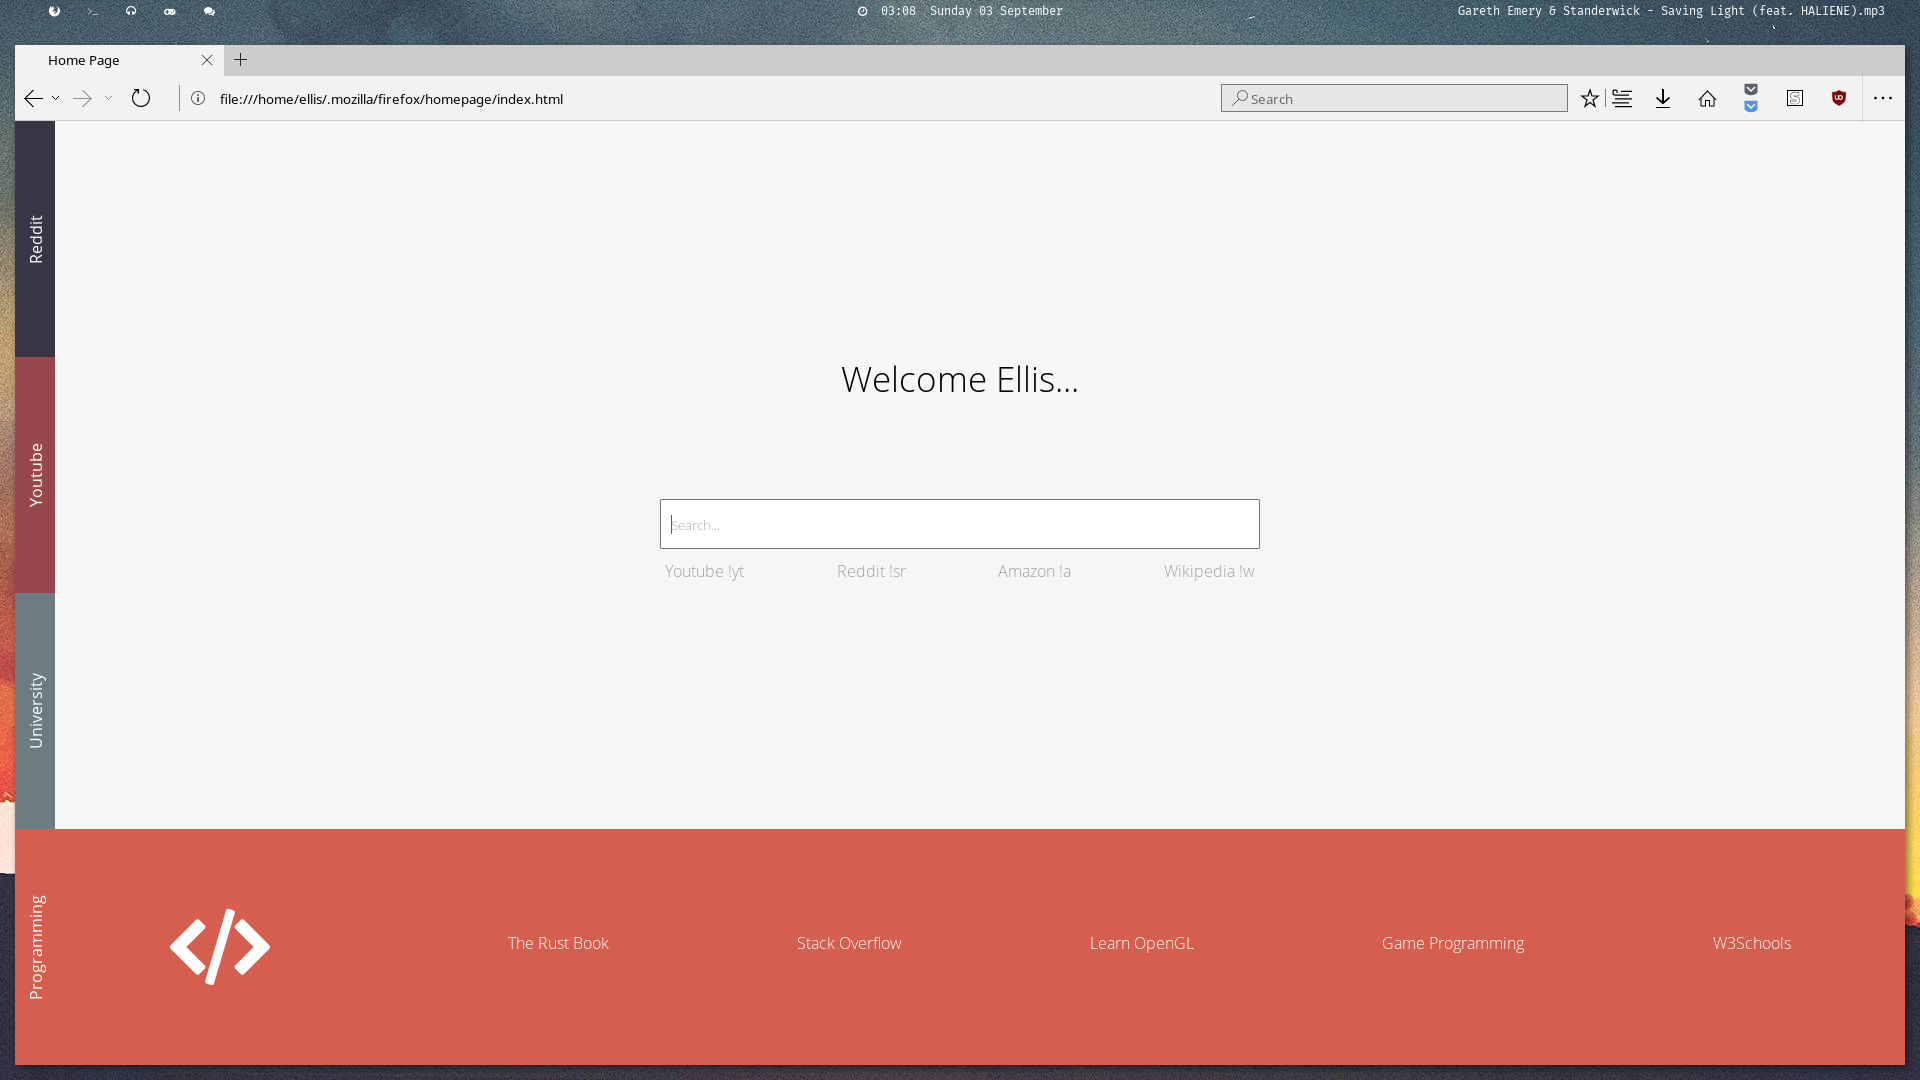 03:08 Sunday 03 September
Gareth Emery & Standerwick - Saving Light (feat. HALIENE).mp3
Home Page
file:///home/ellis/.mozilla/firefox/homepage/index.html
Search
Reddit
Youtube
University
Programming
Welcome Ellis...
Search...
Youtube !yt Reddit !sr Amazon !a Wikipedia !w
The Rust Book Stack Overflow Learn OpenGL Game Programming W3Schools